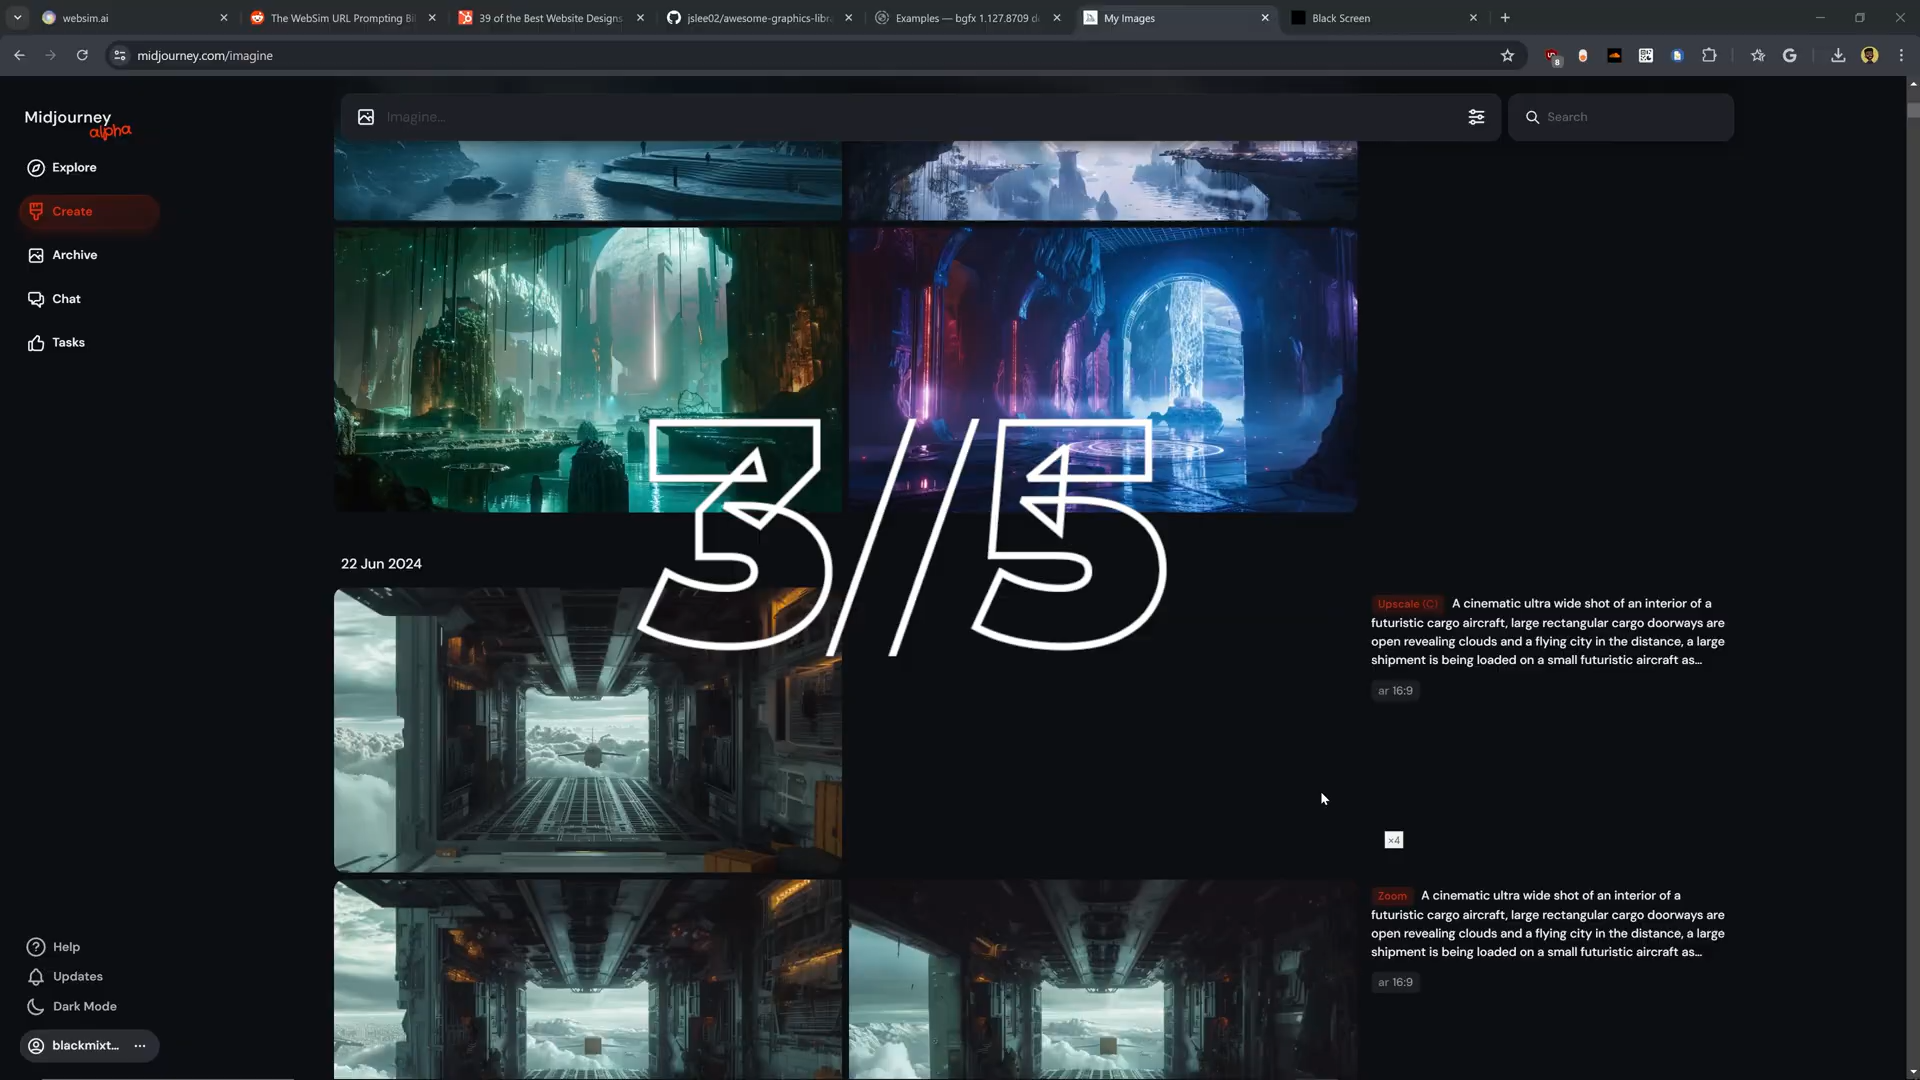 websim.ai
The WebSim URL Prompting Bi
39 of the Best Website Designs
jslee02/awesome-graphics-libra
Examples — bgfx 1.127.8709 d
My Images
Black Screen
midjourney.com/imagine
8
Midjourney
alpha
Imagine...
Search
Explore
Create
Archive
Chat
Tasks
3//5
22 Jun 2024
Upscale (C) A cinematic ultra wide shot of an interior of a
futuristic cargo aircraft, large rectangular cargo doorways are
open revealing clouds and a flying city in the distance, a large
shipment is being loaded on a small futuristic aircraft as...
ar 16:9
×4
Zoom A cinematic ultra wide shot of an interior of a
futuristic cargo aircraft, large rectangular cargo doorways are
open revealing clouds and a flying city in the distance, a large
shipment is being loaded on a small futuristic aircraft as...
ar 16:9
Help
Updates
Dark Mode
blackmixt...